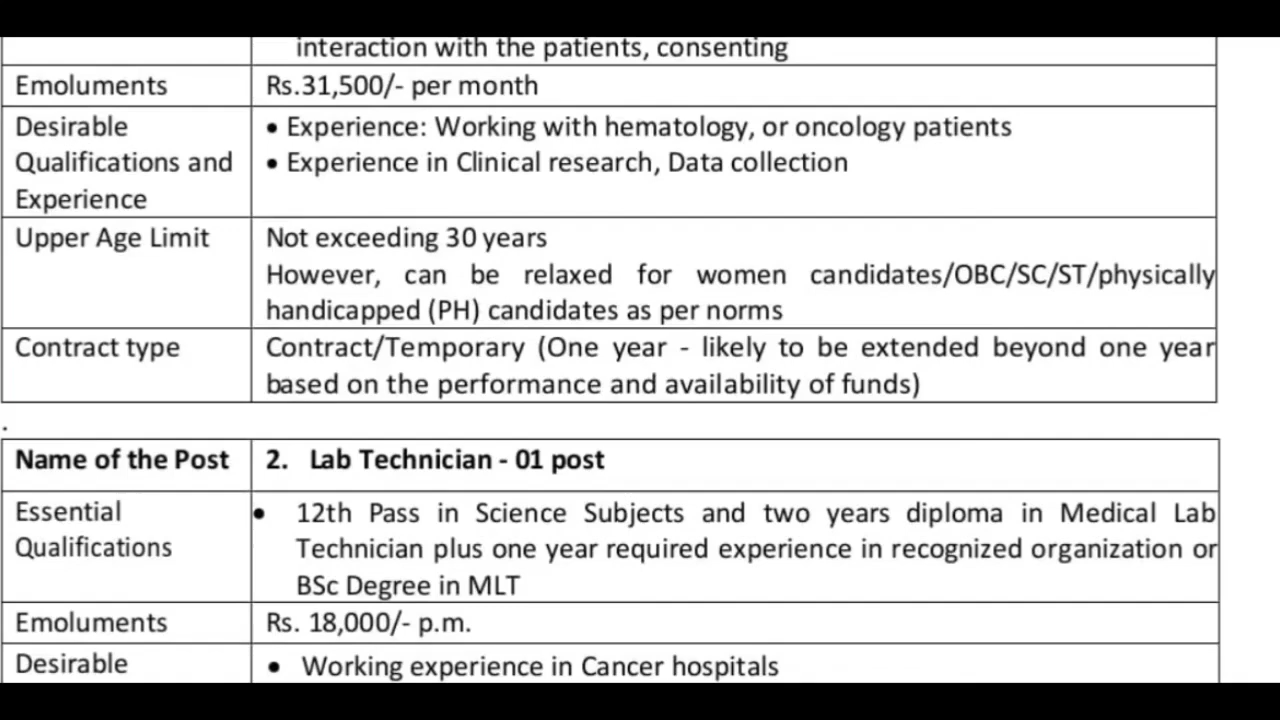 interaction with the patients, consenting
Emoluments Rs.31,500/- per month
Desirable • Experience: Working with hematology, or oncology patients
Qualifications and • Experience in Clinical research, Data collection
Experience
Upper Age Limit Not exceeding 30 years
However, can be relaxed for women candidates/OBC/SC/ST/physically
handicapped (PH) candidates as per norms
Contract type Contract/Temporary (One year - likely to be extended beyond one year
based on the performance and availability of funds)
.
Name of the Post 2. Lab Technician - 01 post
Essential • 12th Pass in Science Subjects and two years diploma in Medical Lab
Qualifications Technician plus one year required experience in recognized organization or
BSc Degree in MLT
Emoluments Rs. 18,000/- p.m.
Desirable • Working experience in Cancer hospitals